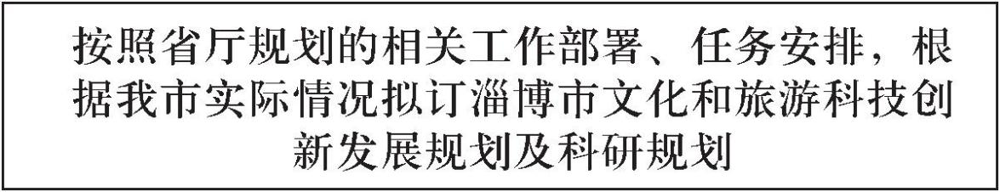 按照省厅规划的相关工作部署、任务安排，根
据我市实际情况拟订淄博市文化和旅游科技创
新发展规划及科研规划